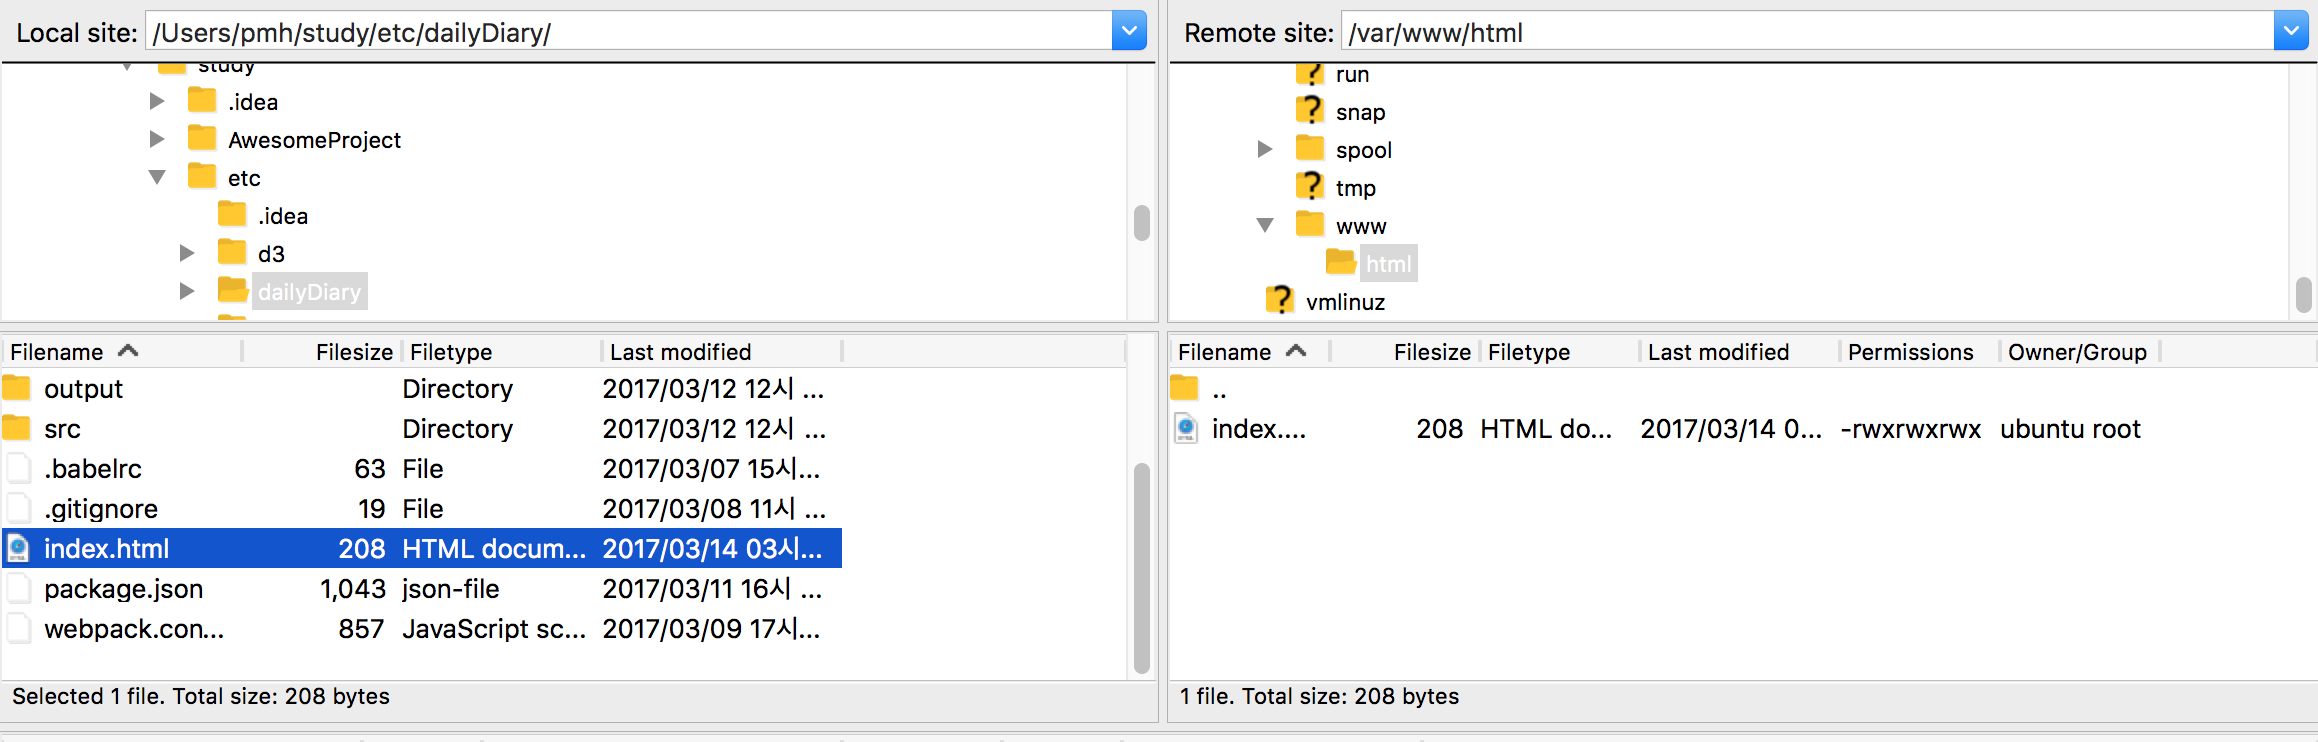 Local site: /Users/pmh/study/etc/dailyDiary/
study
.idea
AwesomeProject
etc
.idea
d3
dailyDiary
Filename Filesize Filetype Last modified
output Directory 2017/03/12 12시 ...
src Directory 2017/03/12 12시 ...
.babelrc 63 File 2017/03/07 15시...
.gitignore 19 File 2017/03/08 11시 ...
index.html 208 HTML docum... 2017/03/14 03시...
package.json 1,043 json-file 2017/03/11 16시 ...
webpack.con... 857 JavaScript sc... 2017/03/09 17시...
Selected 1 file. Total size: 208 bytes
Remote site: /var/www/html
run
snap
spool
tmp
www
html
vmlinuz
Filename Filesize Filetype Last modified Permissions Owner/Group
..
index.... 208 HTML do... 2017/03/14 0... -rwxrwxrwx ubuntu root
1 file. Total size: 208 bytes